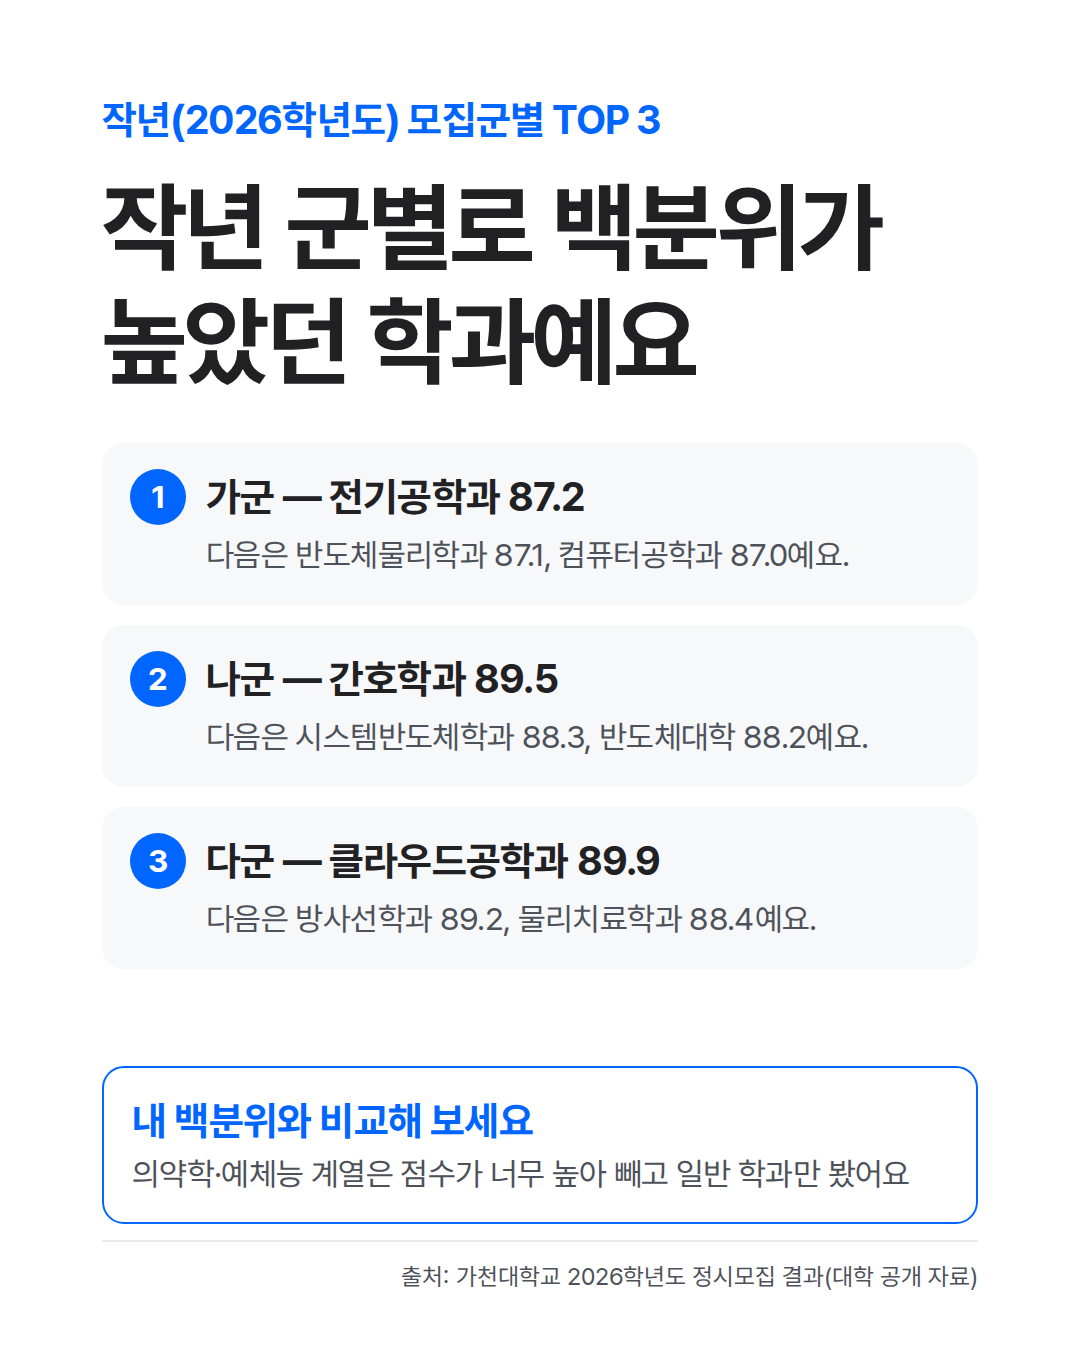 작년(2026학년도) 모집군별 TOP 3
작년 군별로 백분위가
높았던 학과예요
1 가군 — 전기공학과 87.2
다음은 반도체물리학과 87.1, 컴퓨터공학과 87.0예요.
2 나군 — 간호학과 89.5
다음은 시스템반도체학과 88.3, 반도체대학 88.2예요.
3 다군 — 클라우드공학과 89.9
다음은 방사선학과 89.2, 물리치료학과 88.4예요.
내 백분위와 비교해 보세요
의약학·예체능 계열은 점수가 너무 높아 빼고 일반 학과만 봤어요
출처: 가천대학교 2026학년도 정시모집 결과(대학 공개 자료)